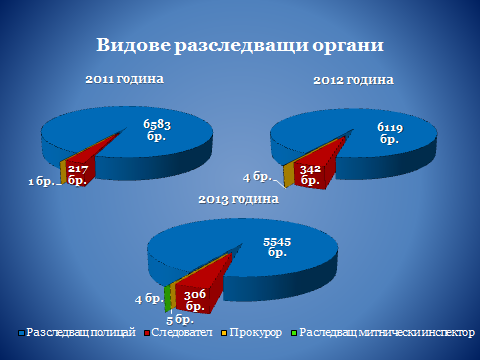 Видове разследващи органи
2011 година
6583
бр.
217
бр.
1 бр.
2012 година
6119
бр.
342
бр.
4 бр.
2013 година
5545
бр.
306
бр.
4 бр.
5 бр.
Разследващ полицай Следовател Прокурор Раследващ митнически инспектор